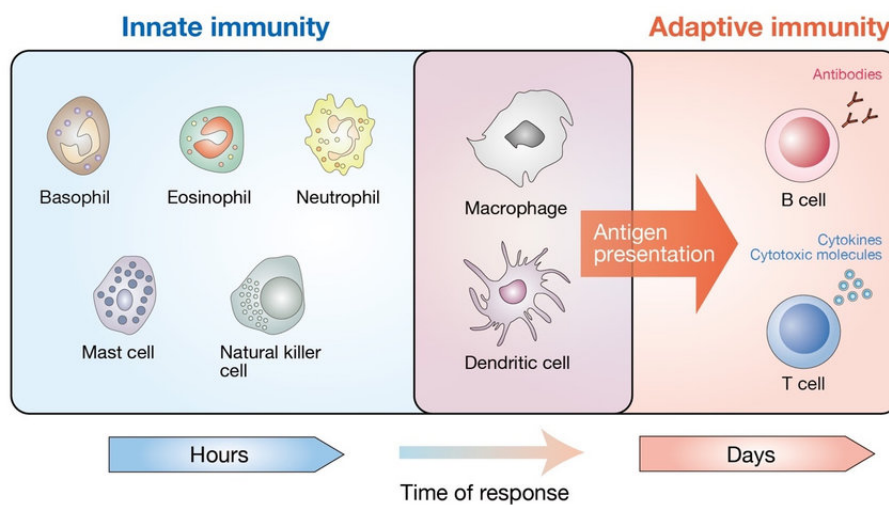 Innate immunity
Adaptive immunity
Basophil
Eosinophil
Neutrophil
Mast cell
Natural killer
cell
Macrophage
Dendritic cell
Antigen
presentation
Antibodies
B cell
Cytokines
Cytotoxic molecules
T cell
Hours
Time of response
Days